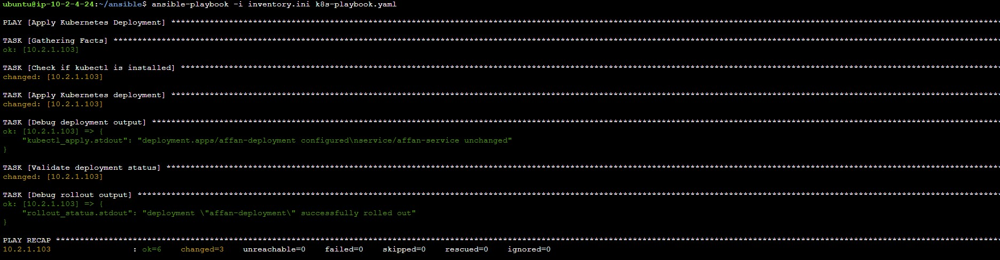 ubuntu@ip-10-2-4-24:~/ansible$ ansible-playbook -i inventory.ini k8s-playbook.yaml
PLAY [Apply Kubernetes Deployment] ****************************************************************************************************************************************************************************
TASK [Gathering Facts] ****************************************************************************************************************************************************************************************
ok: [10.2.1.103]
TASK [Check if kubectl is installed] **************************************************************************************************************************************************************************
changed: [10.2.1.103]
TASK [Apply Kubernetes deployment] ****************************************************************************************************************************************************************************
changed: [10.2.1.103]
TASK [Debug deployment output] ********************************************************************************************************************************************************************************
ok: [10.2.1.103] => {
    "kubectl_apply.stdout": "deployment.apps/affan-deployment configured\nservice/affan-service unchanged"
}
TASK [Validate deployment status] *****************************************************************************************************************************************************************************
changed: [10.2.1.103]
TASK [Debug rollout output] ***********************************************************************************************************************************************************************************
ok: [10.2.1.103] => {
    "rollout_status.stdout": "deployment \"affan-deployment\" successfully rolled out"
}
PLAY RECAP ****************************************************************************************************************************************************************************************************
10.2.1.103                 : ok=6    changed=3    unreachable=0    failed=0    skipped=0    rescued=0    ignored=0